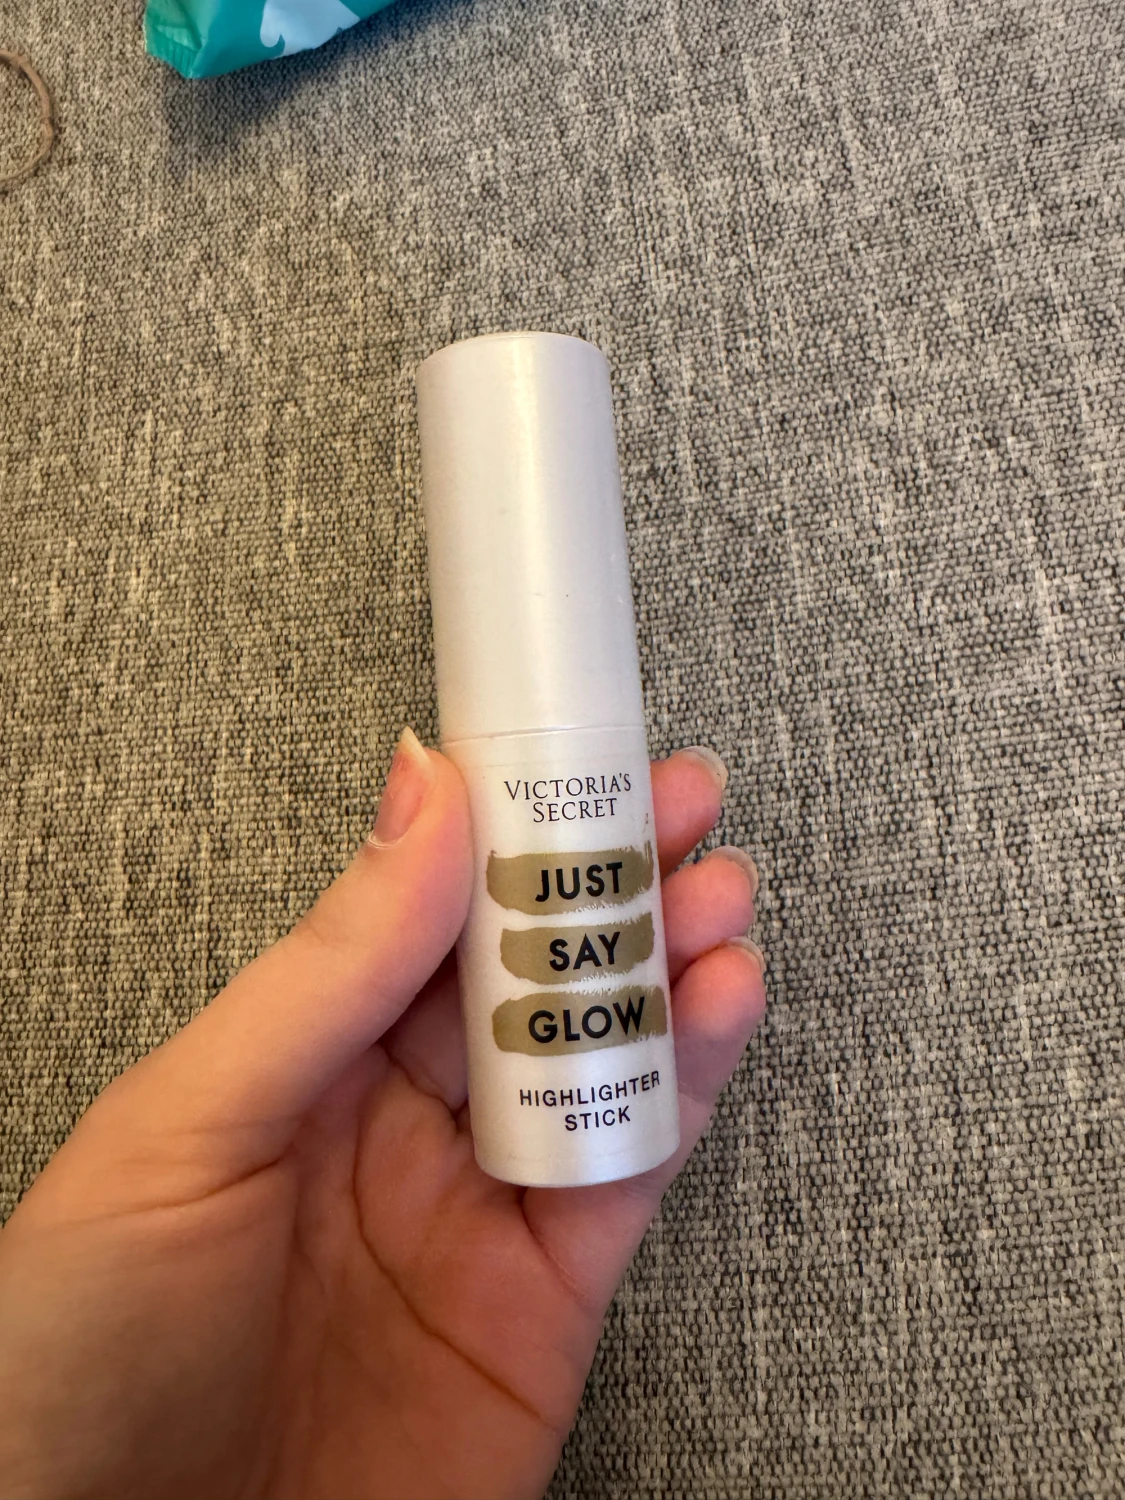 VICTORIA'S
SECRET
JUST
SAY
GLOW
HIGHLIGHTER
STICK